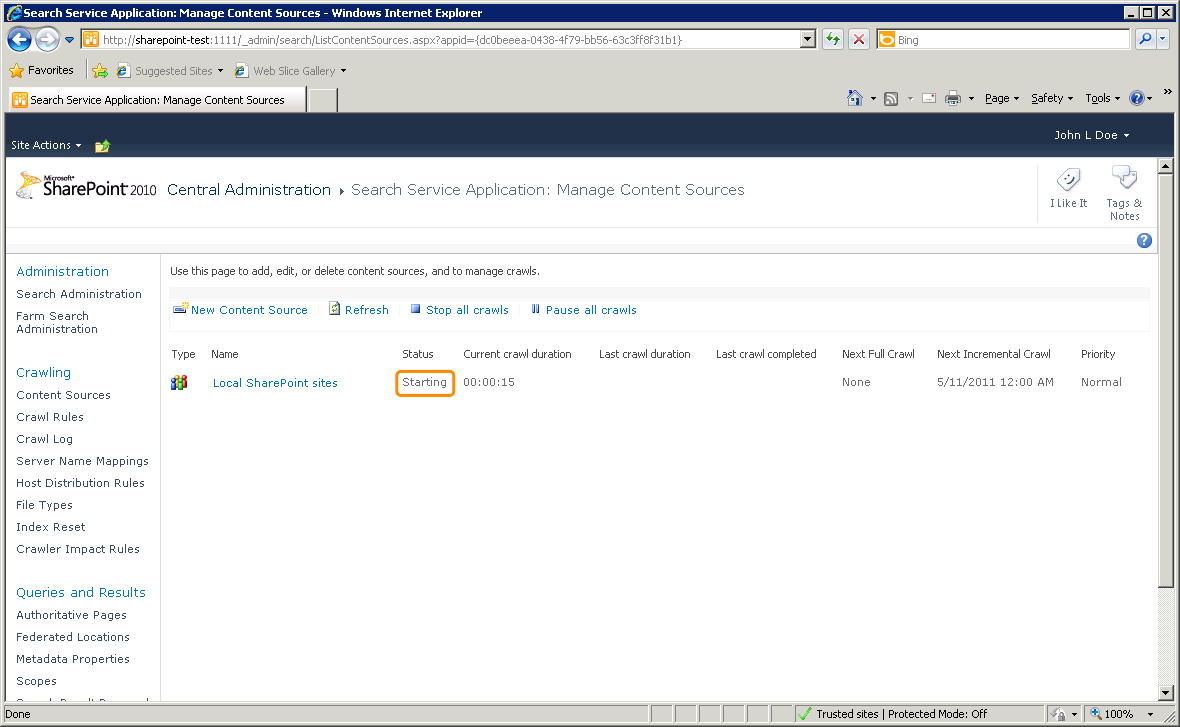 Search Service Application: Manage Content Sources - Windows Internet Explorer
http://sharepoint-test:1111/_admin/search/ListContentSources.aspx?appid={dc0beeea-0438-4f79-bb56-63c3ff8f31b1}
Bing
Favorites
Suggested Sites
Web Slice Gallery
Search Service Application: Manage Content Sources
Page
Safety
Tools
Site Actions
John L Doe
Microsoft
SharePoint 2010
Central Administration
Search Service Application: Manage Content Sources
I Like It
Tags &
Notes
Administration
Search Administration
Farm Search
Administration
Crawling
Content Sources
Crawl Rules
Crawl Log
Server Name Mappings
Host Distribution Rules
File Types
Index Reset
Crawler Impact Rules
Queries and Results
Authoritative Pages
Federated Locations
Metadata Properties
Scopes
Use this page to add, edit, or delete content sources, and to manage crawls.
New Content Source
Refresh
Stop all crawls
Pause all crawls
Type Name Status Current crawl duration Last crawl duration Last crawl completed Next Full Crawl Next Incremental Crawl Priority
Local SharePoint sites Starting 00:00:15 None 5/11/2011 12:00 AM Normal
Done
Trusted sites | Protected Mode: Off
100%